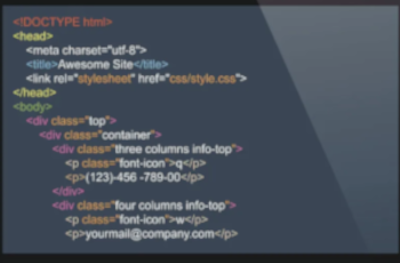 <!DOCTYPE html>
<head>
<meta charset="utf-8">
<title>Awesome Site</title>
<link rel="stylesheet" href="css/style.css">
</head>
<body>
<div class="top">
<div class="container">
<div class="three columns info-top">
<p class="font-icon">q</p>
<p>(123)-456 -789-00</p>
</div>
<div class="four columns info-top">
<p class="font-icon">w</p>
<p>yourmail@company.com</p>